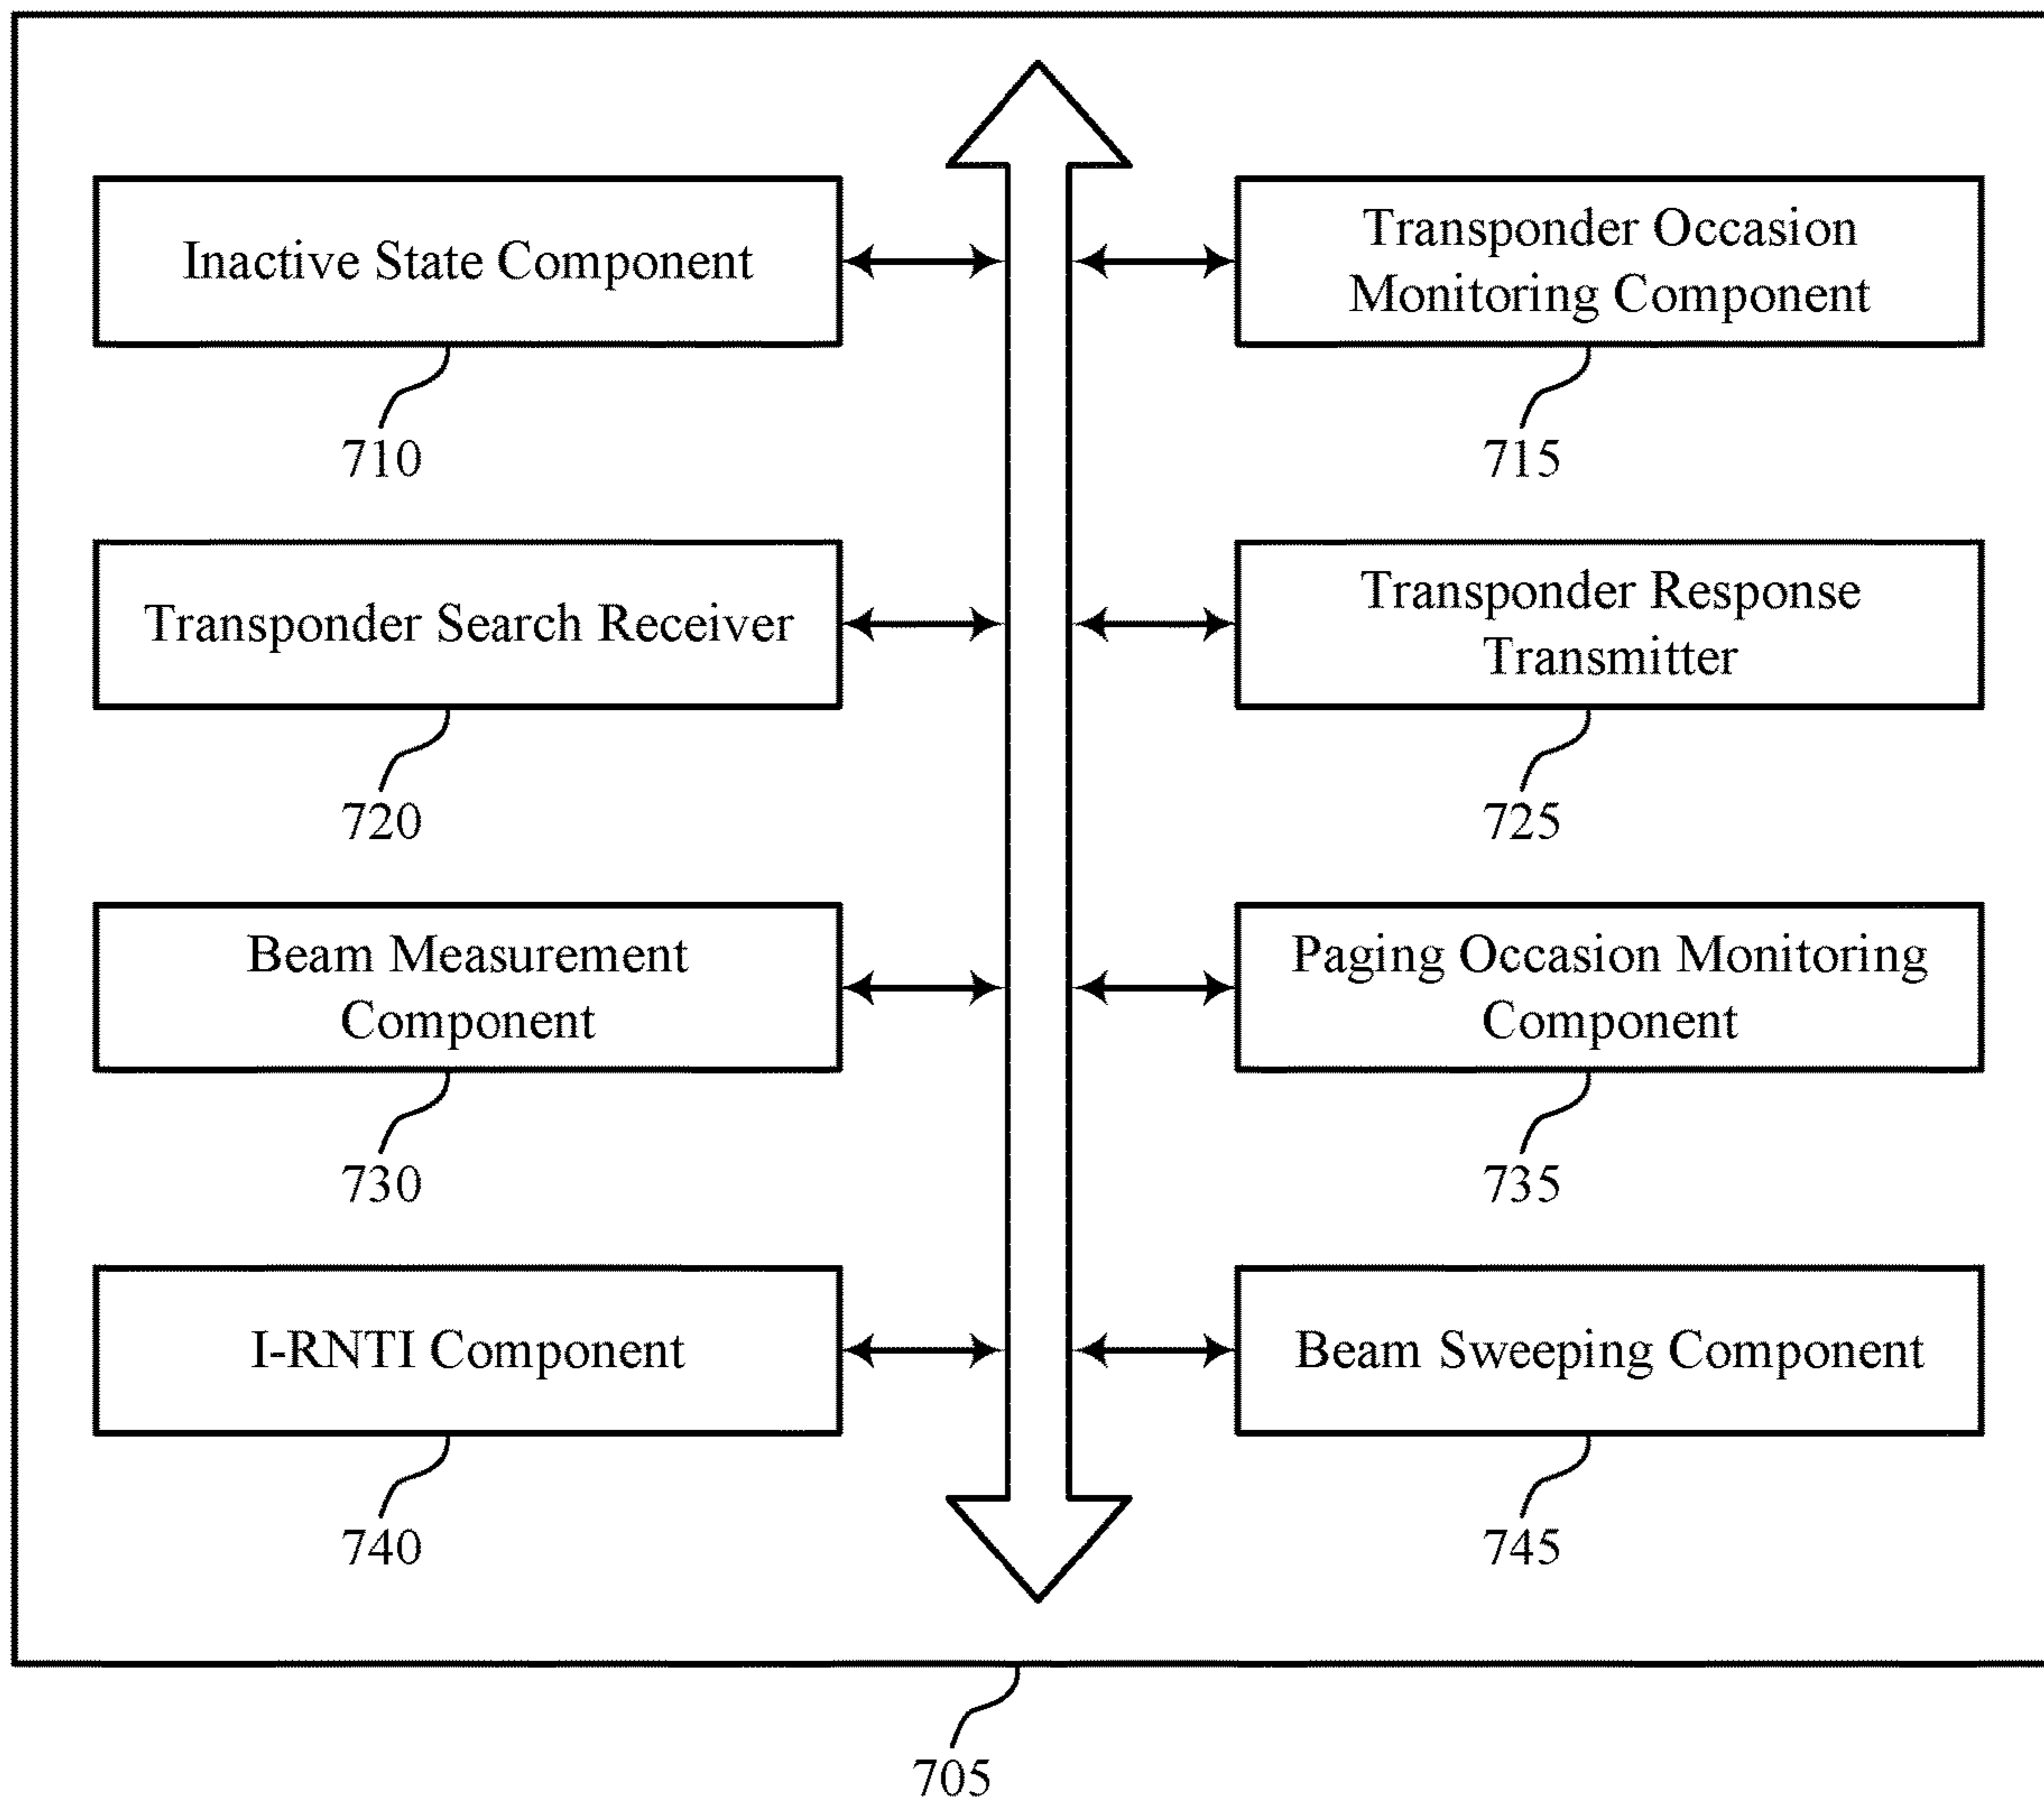 Inactive State Component
710
Transponder Occasion
Monitoring Component
715
Transponder Search Receiver
720
Transponder Response
Transmitter
725
Beam Measurement
Component
730
Paging Occasion Monitoring
Component
735
I-RNTI Component
740
Beam Sweeping Component
745
705